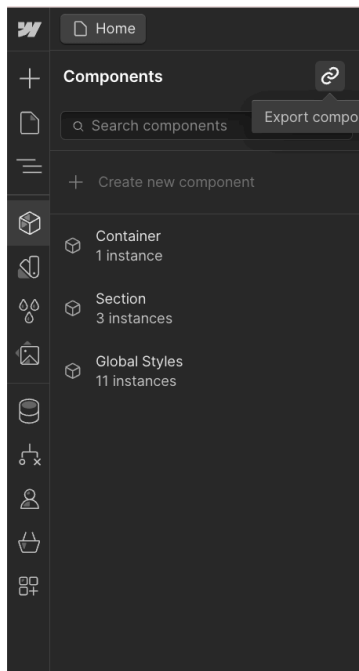 Home
Components
Search components
Export compo
Create new component
Container
1 instance
Section
3 instances
Global Styles
11 instances